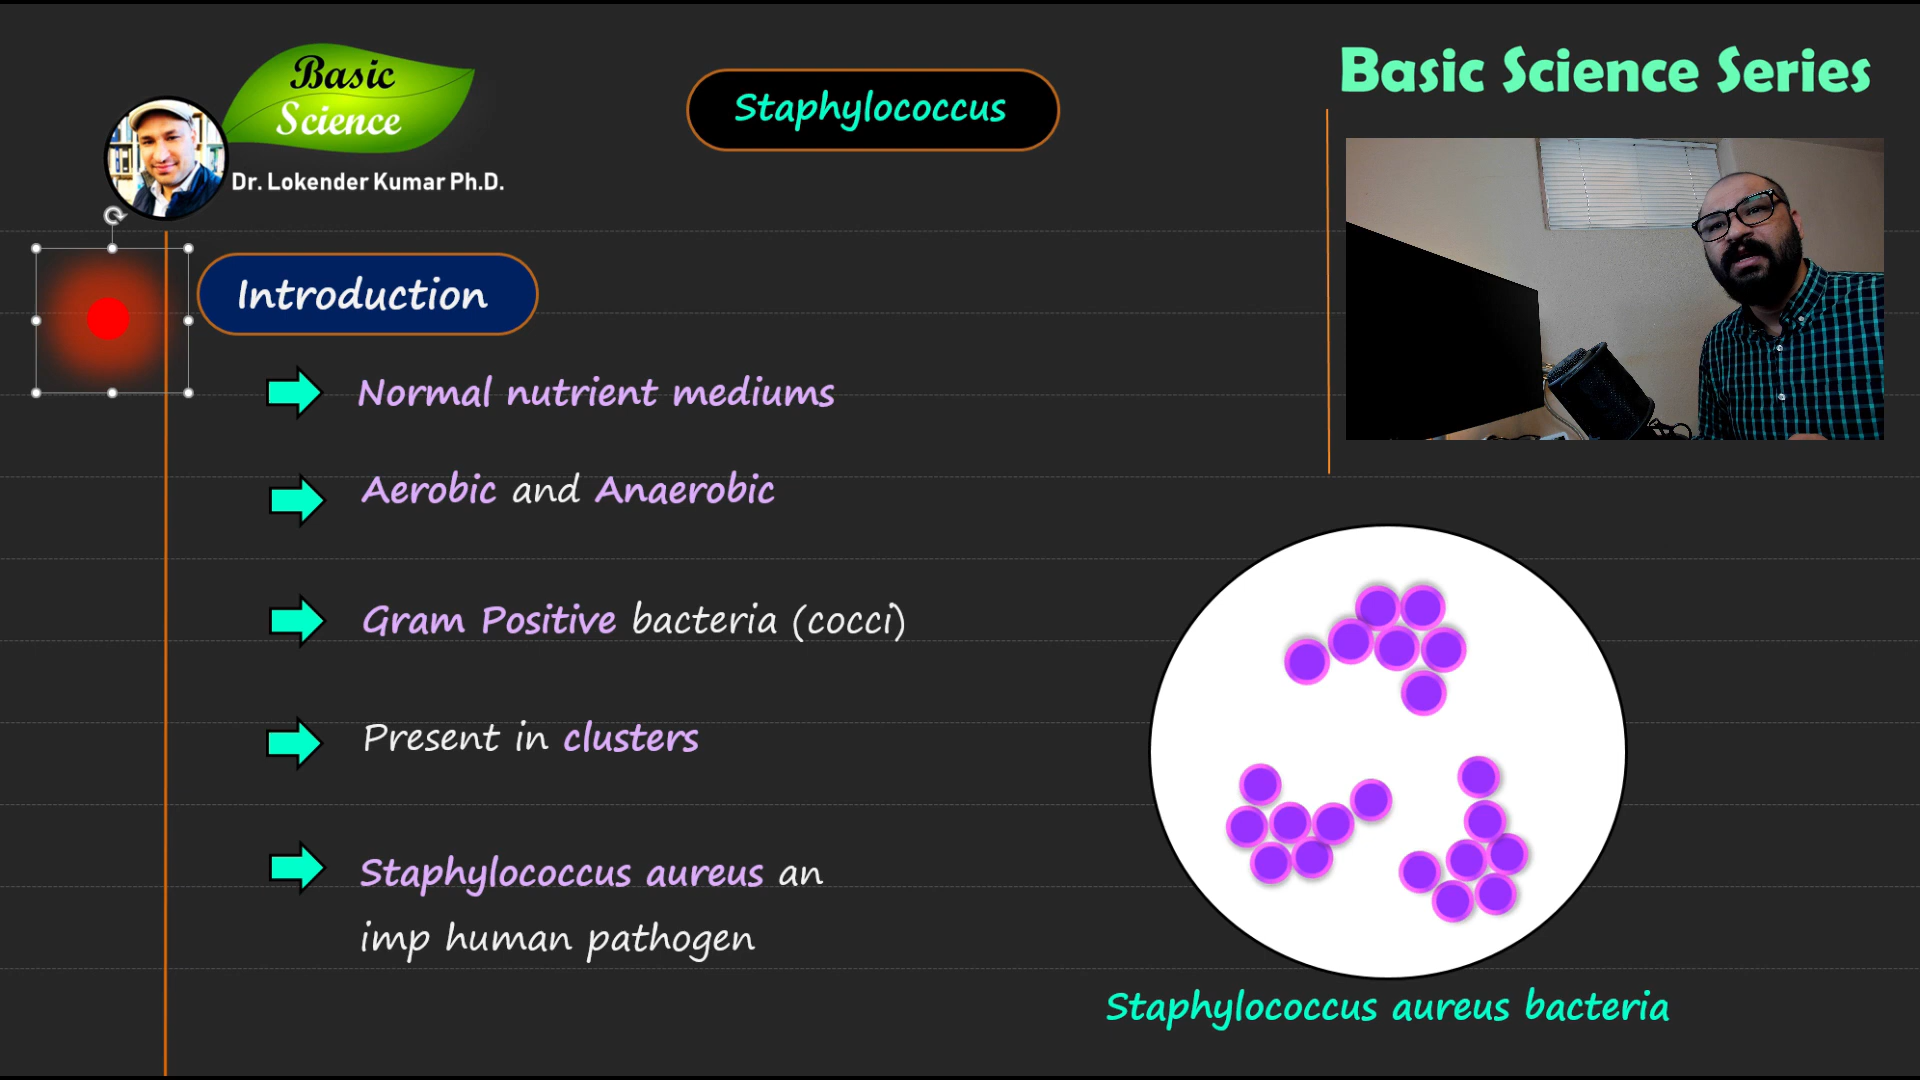 Basic
Science
Dr. Lokender Kumar Ph.D.
Staphylococcus
Basic Science Series
Introduction
Normal nutrient mediums
Aerobic and Anaerobic
Gram Positive bacteria (cocci)
Present in clusters
Staphylococcus aureus an
imp human pathogen
Staphylococcus aureus bacteria